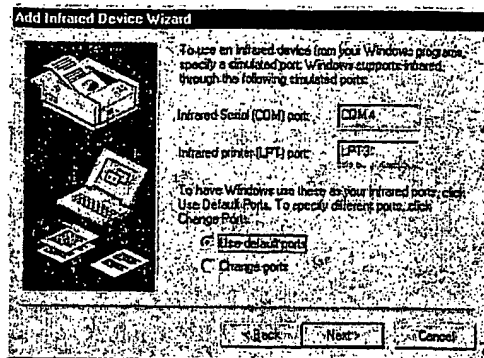 Add Infrared Device Wizard
To use an infrared device from your Windows programs,
specify a simulated port. Windows supports infrared
through the following simulated ports:
Infrared Serial (COM) port:
COM4
Infrared printer (LPT) port:
LPT3
To have Windows use these as your infrared ports, click
Use Default Ports. To specify different ports, click
Change Ports.
Use default ports
Change ports
< Back
Next >
Cancel